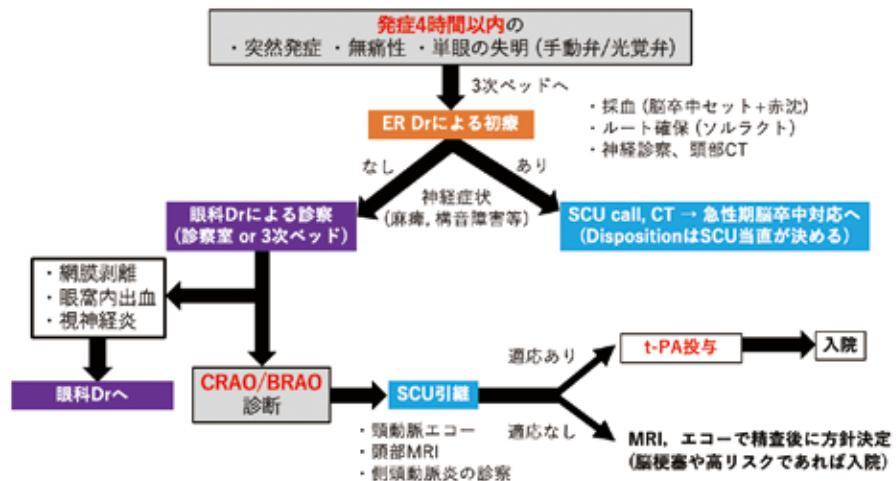 発症4時間以内の
・突然発症 ・無痛性 ・単眼の失明 (手動弁/光覚弁)
3次ベッドへ
ER Drによる初療
・採血 (脳卒中セット+赤沈)
・ルート確保 (ソルラクト)
・神経診察、頭部CT
なし
あり
神経症状
(麻痺, 構音障害等)
眼科Drによる診察
(診察室 or 3次ベッド)
SCU call, CT → 急性期脳卒中対応へ
(DispositionはSCU当直が決める)
・網膜剥離
・眼窩内出血
・視神経炎
眼科Drへ
CRAO/BRAO
診断
SCU引継
・頸動脈エコー
・頭部MRI
・側頭動脈炎の診察
適応あり
t-PA投与
入院
適応なし
MRI, エコーで精査後に方針決定
(脳梗塞や高リスクであれば入院)